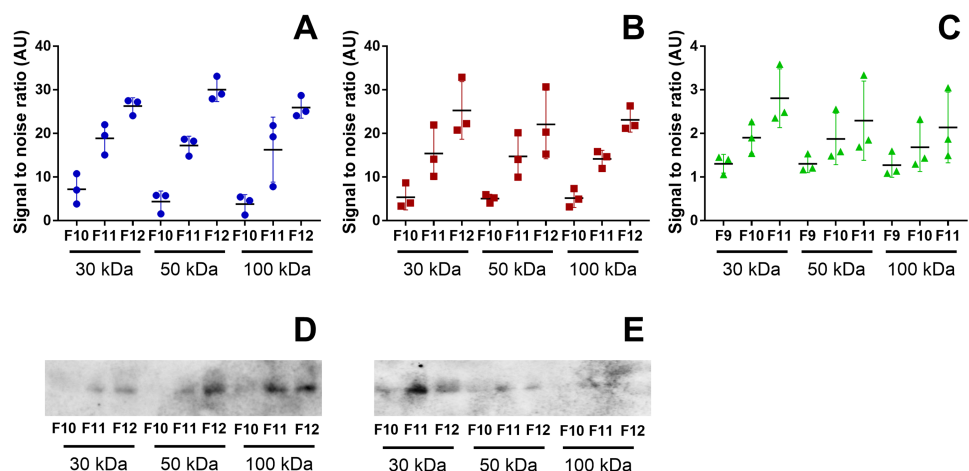 A
Signal to noise ratio (AU)
40
30
20
10
0
F10 F11 F12 F10 F11 F12 F10 F11 F12
30 kDa 50 kDa 100 kDa
B
Signal to noise ratio (AU)
40
30
20
10
0
F10 F11 F12 F10 F11 F12 F10 F11 F12
30 kDa 50 kDa 100 kDa
C
Signal to noise ratio (AU)
4
3
2
1
0
F9 F10 F11 F9 F10 F11 F9 F10 F11
30 kDa 50 kDa 100 kDa
D
F10 F11 F12 F10 F11 F12 F10 F11 F12
30 kDa 50 kDa 100 kDa
E
F10 F11 F12 F10 F11 F12 F10 F11 F12
30 kDa 50 kDa 100 kDa